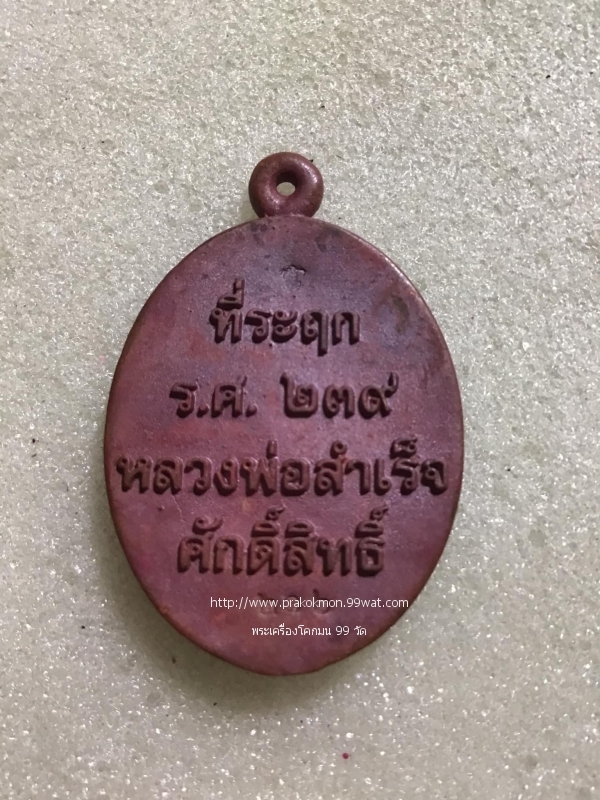 ที่ระฤก
ร.ศ. ๒๓๙
หลวงพ่อสำเร็จ
ศักดิ์สิทธิ์
http://www.prakokmon.99wat.com
พระเครื่องโคกมน 99 วัด